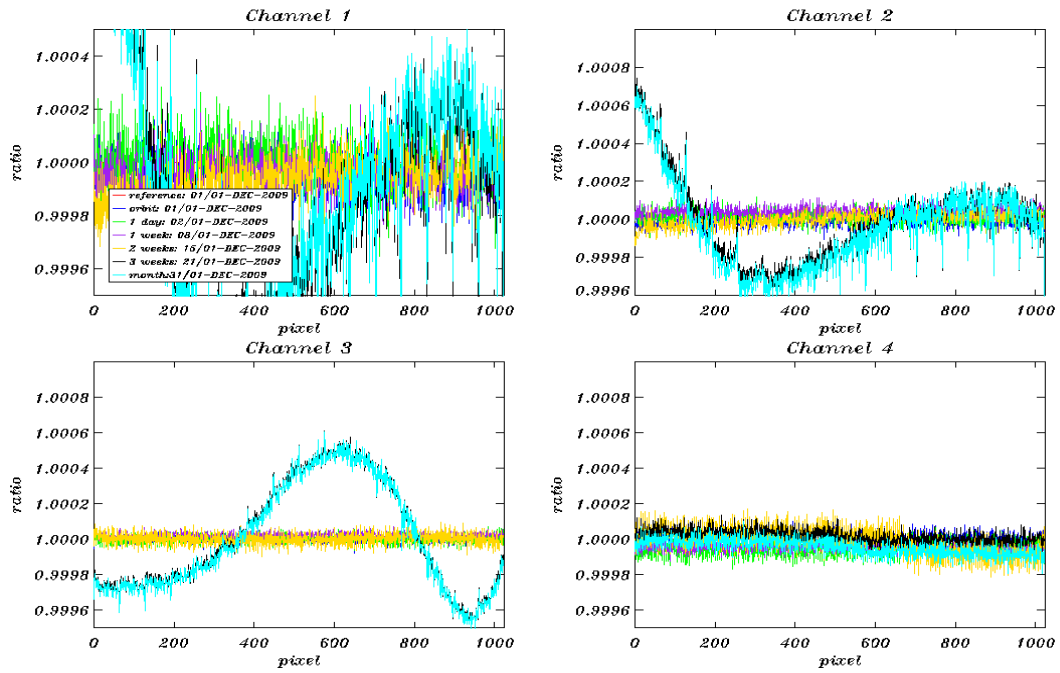 Channel 1
Channel 2
1.0004
1.0002
1.0000
0.9998
0.9996
ratio
reference: 01/01-DEC-2009
orbit: 01/01-DEC-2009
1 day: 02/01-DEC-2009
1 week: 08/01-DEC-2009
2 weeks: 15/01-DEC-2009
3 weeks: 21/01-DEC-2009
month:31/01-DEC-2009
0 200 400 600 800 1000
pixel
1.0008
1.0006
1.0004
1.0002
1.0000
0.9998
0.9996
ratio
0 200 400 600 800 1000
pixel
Channel 3
Channel 4
1.0008
1.0006
1.0004
1.0002
1.0000
0.9998
0.9996
ratio
0 200 400 600 800 1000
pixel
1.0008
1.0006
1.0004
1.0002
1.0000
0.9998
0.9996
ratio
0 200 400 600 800 1000
pixel